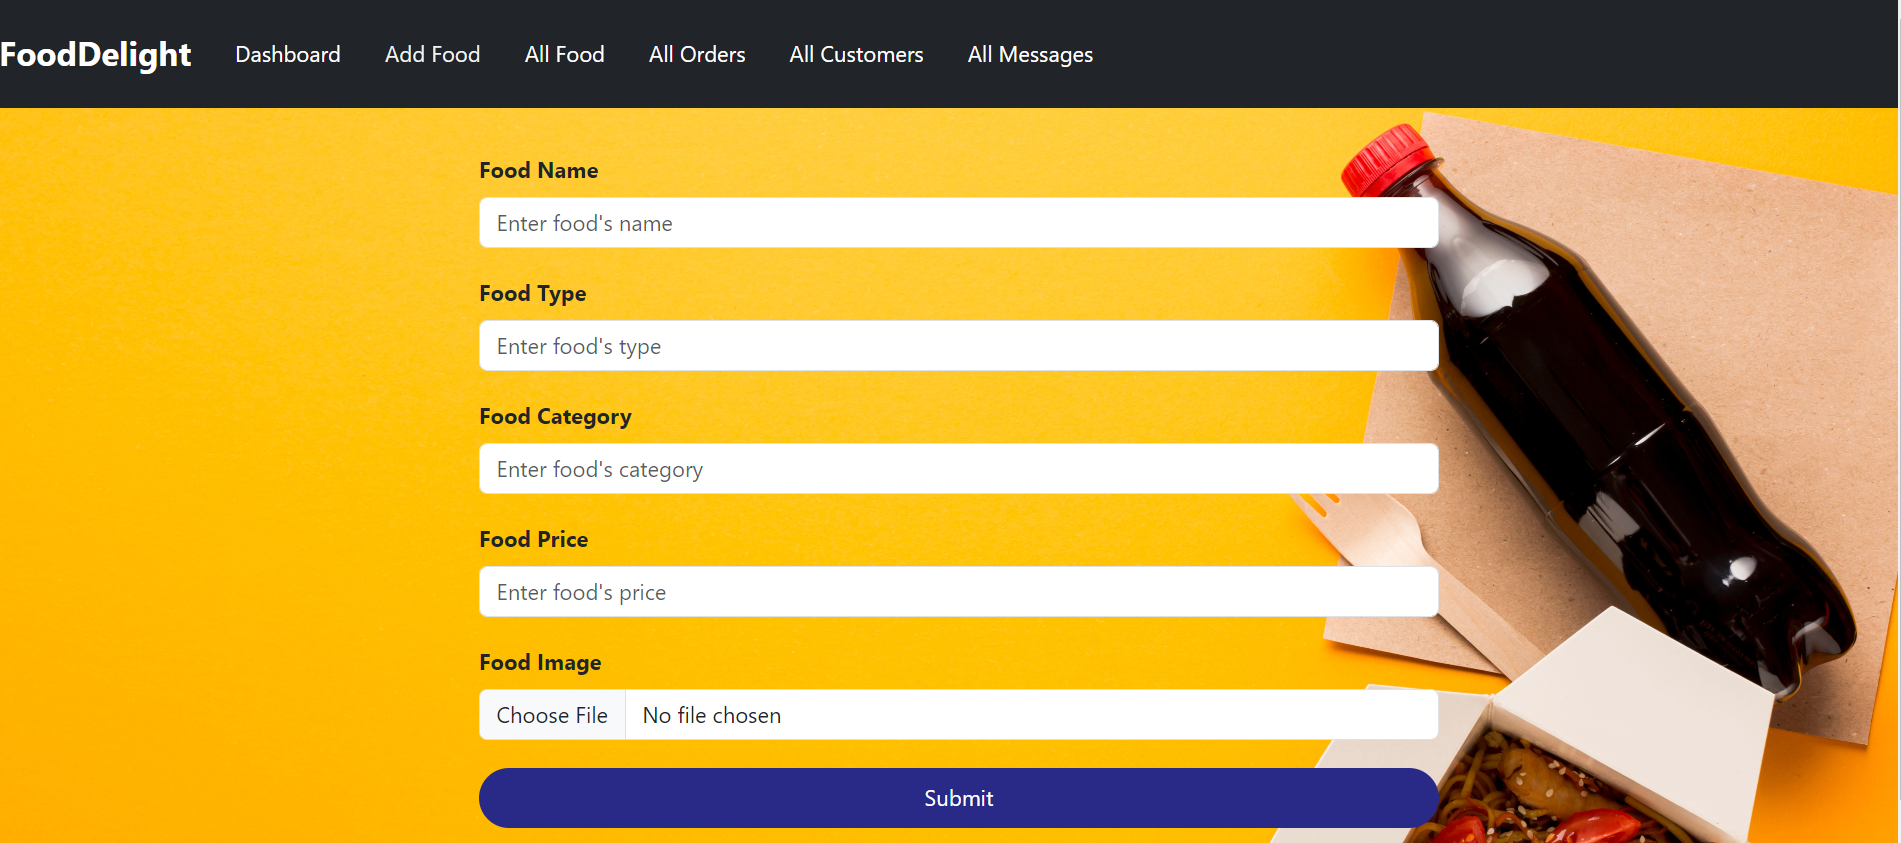 FoodDelight Dashboard Add Food All Food All Orders All Customers All Messages
Food Name
Enter food's name
Food Type
Enter food's type
Food Category
Enter food's category
Food Price
Enter food's price
Food Image
Choose File No file chosen
Submit